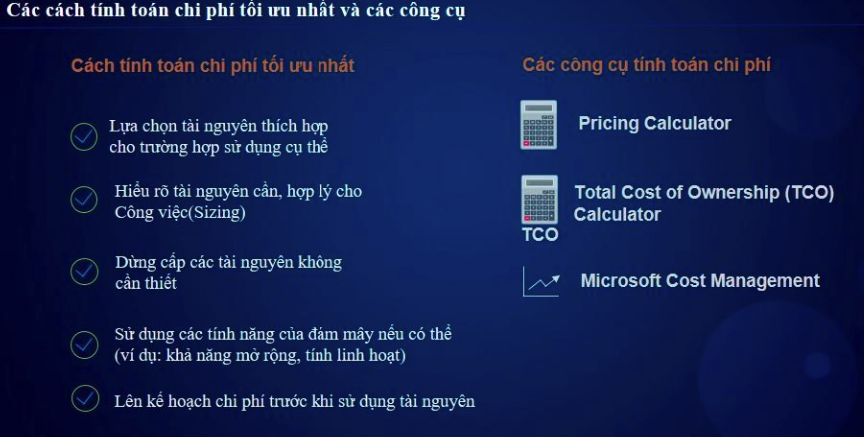 Các cách tính toán chi phí tối ưu nhất và các công cụ
Cách tính toán chi phí tối ưu nhất
Lựa chọn tài nguyên thích hợp
cho trường hợp sử dụng cụ thể
Hiểu rõ tài nguyên cần, hợp lý cho
Công việc(Sizing)
Dừng cấp các tài nguyên không
cần thiết
Sử dụng các tính năng của đám mây nếu có thể
(ví dụ: khả năng mở rộng, tính linh hoạt)
Lên kế hoạch chi phí trước khi sử dụng tài nguyên
Các công cụ tính toán chi phí
Pricing Calculator
Total Cost of Ownership (TCO)
Calculator
TCO
Microsoft Cost Management